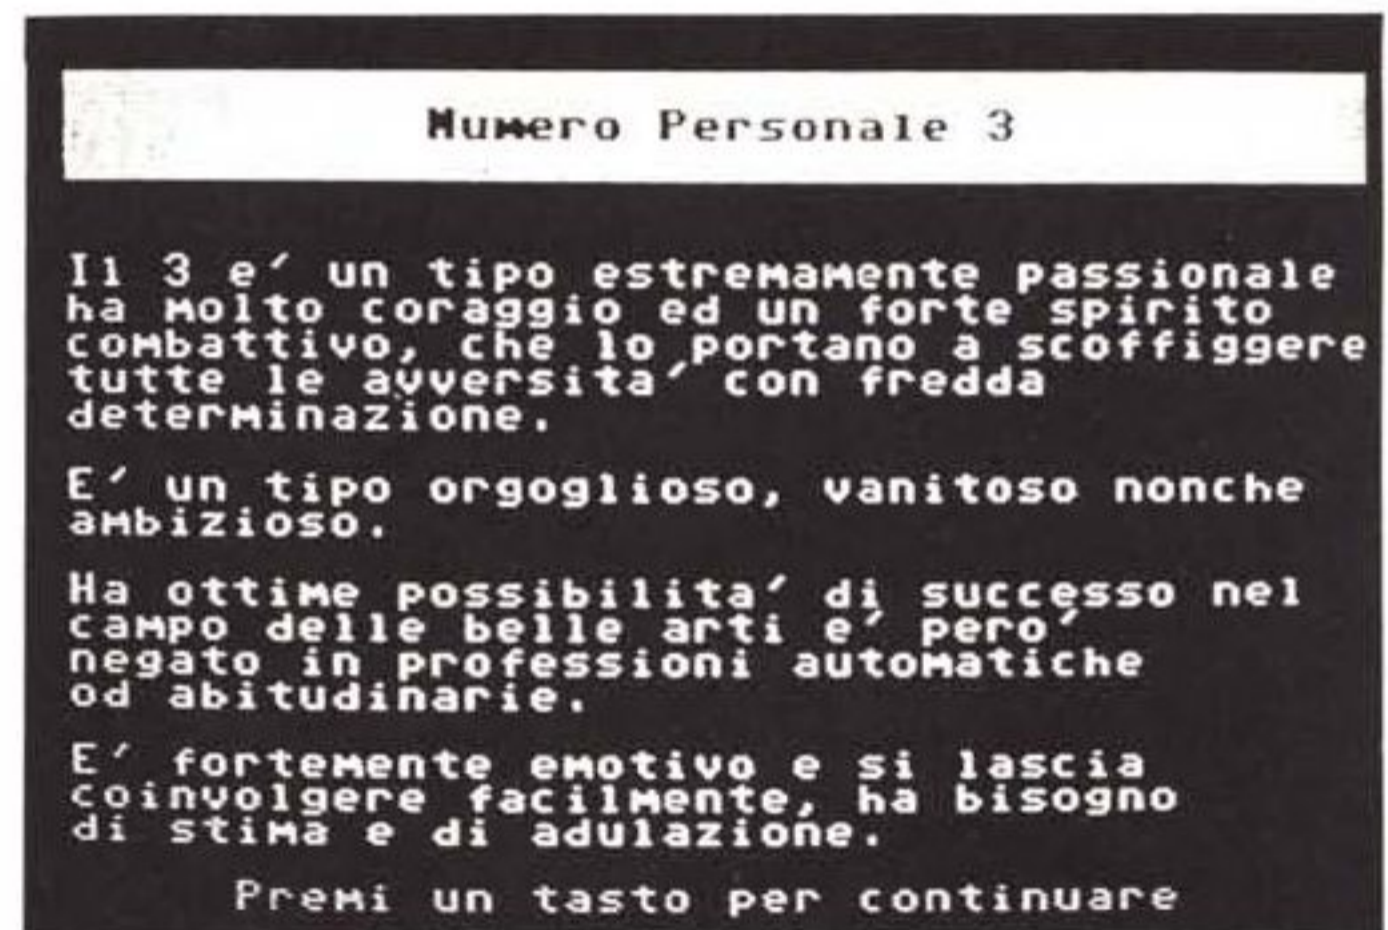 Numero Personale 3
Il 3 e' un tipo estremamente passionale
ha molto coraggio ed un forte spirito
combattivo, che lo portano a scoffiggere
tutte le avversita' con fredda
determinazione.
E' un tipo orgoglioso, vanitoso nonche
ambizioso.
Ha ottime possibilita' di successo nel
campo delle belle arti e' pero'
negato in professioni automatiche
od abitudinarie.
E' fortemente emotivo e si lascia
coinvolgere facilmente, ha bisogno
di stima e di adulazione.
Premi un tasto per continuare